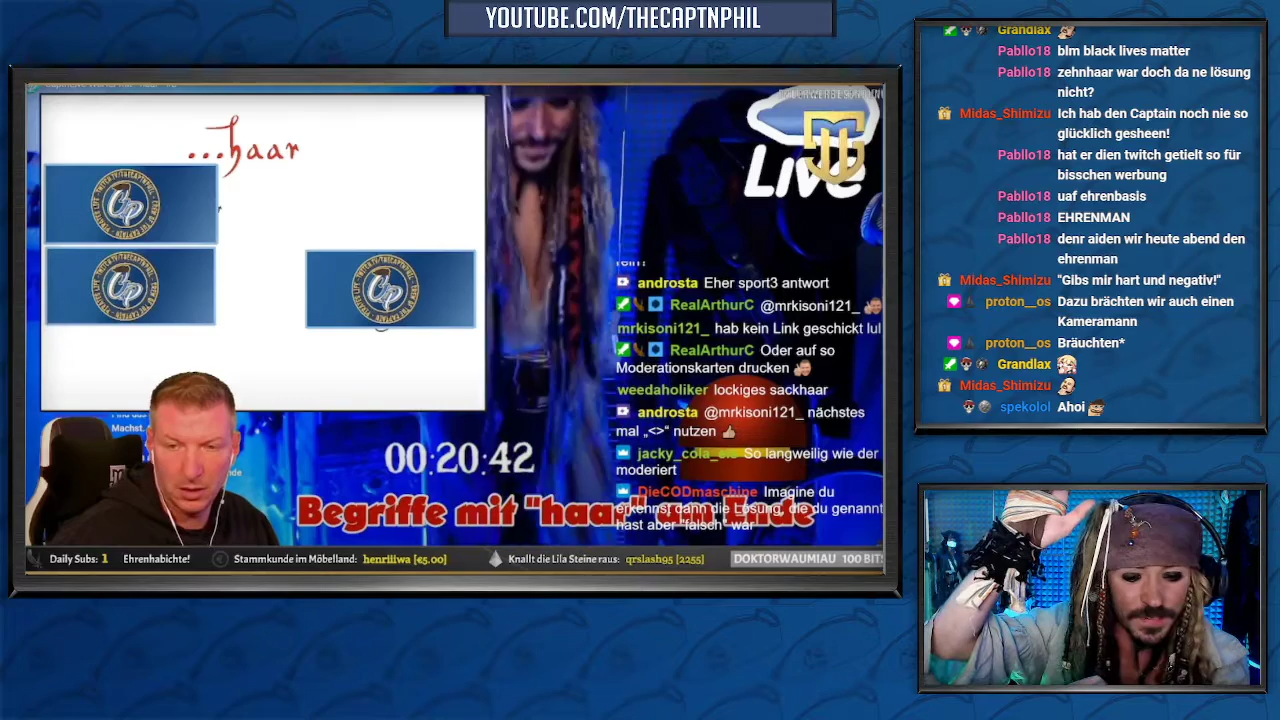 YOUTUBE.COM/THECAPTNPHIL
...haar
Live
androsta Eher sport3 antwort
RealArthurC @mrkisoni121_
mrkisoni121_ hab kein Link geschickt lul
RealArthurC Oder auf so
Moderationskarten drucken
weedaholiker lockiges sackhaar
androsta @mrkisoni121_ nächstes
mal „<>“ nutzen
So langweilig wie der
moderiert
DieCODmaschine Imagine du
erkennst dann die Lösung, die du genannt
hast aber "falsch" war
Machst.
00:20:42
Begriffe mit "haar" am Ende
Daily Subs: 1 Ehrenhabichte! Stammkunde im Möbelland: henriiwa [€5.00] Knallt die Lila Steine raus: qrslash95 [2255] DOKTORWAUMIAU 100 BITS
Grandlax
Pabllo18 blm black lives matter
Pabllo18 zehnhaar war doch da ne lösung
nicht?
Midas_Shimizu Ich hab den Captain noch nie so
glücklich gesheen!
Pabllo18 hat er dien twitch getielt so für
bisschen werbung
Pabllo18 uaf ehrenbasis
Pabllo18 EHRENMAN
Pabllo18 denr aiden wir heute abend den
ehrenman
Midas_Shimizu "Gibs mir hart und negativ!"
proton__os Dazu brächten wir auch einen
Kameramann
proton__os Bräuchten*
Grandlax
Midas_Shimizu
spekolol Ahoi